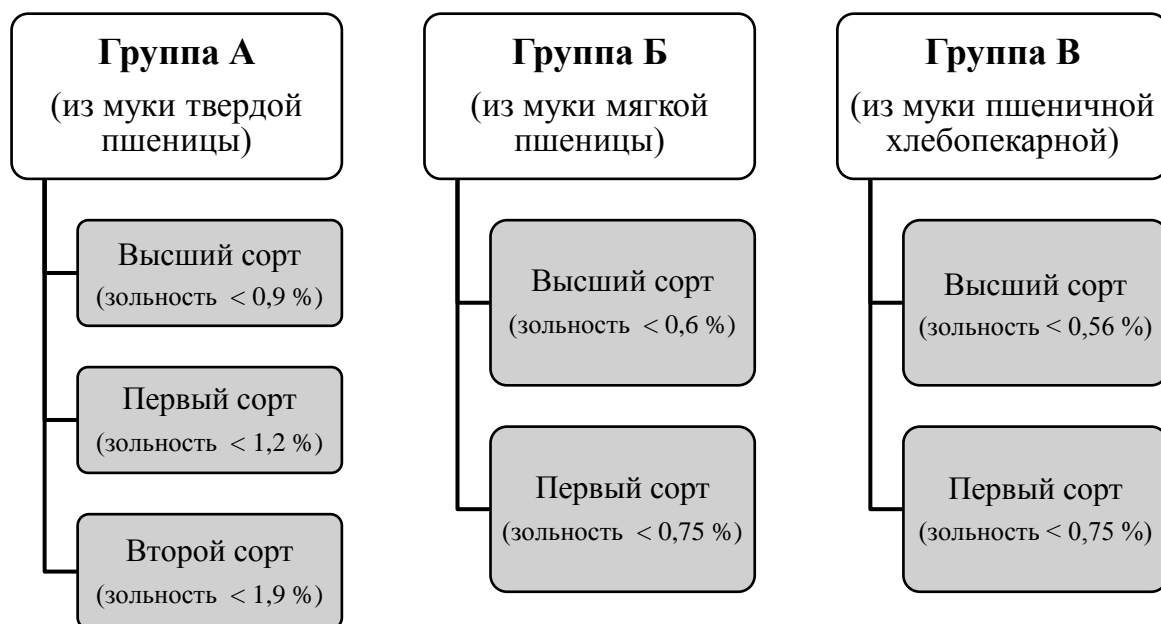 Группа А
(из муки твердой
пшеницы)
Высший сорт
(зольность < 0,9 %)
Первый сорт
(зольность < 1,2 %)
Второй сорт
(зольность < 1,9 %)
Группа Б
(из муки мягкой
пшеницы)
Высший сорт
(зольность < 0,6 %)
Первый сорт
(зольность < 0,75 %)
Группа В
(из муки пшеничной
хлебопекарной)
Высший сорт
(зольность < 0,56 %)
Первый сорт
(зольность < 0,75 %)